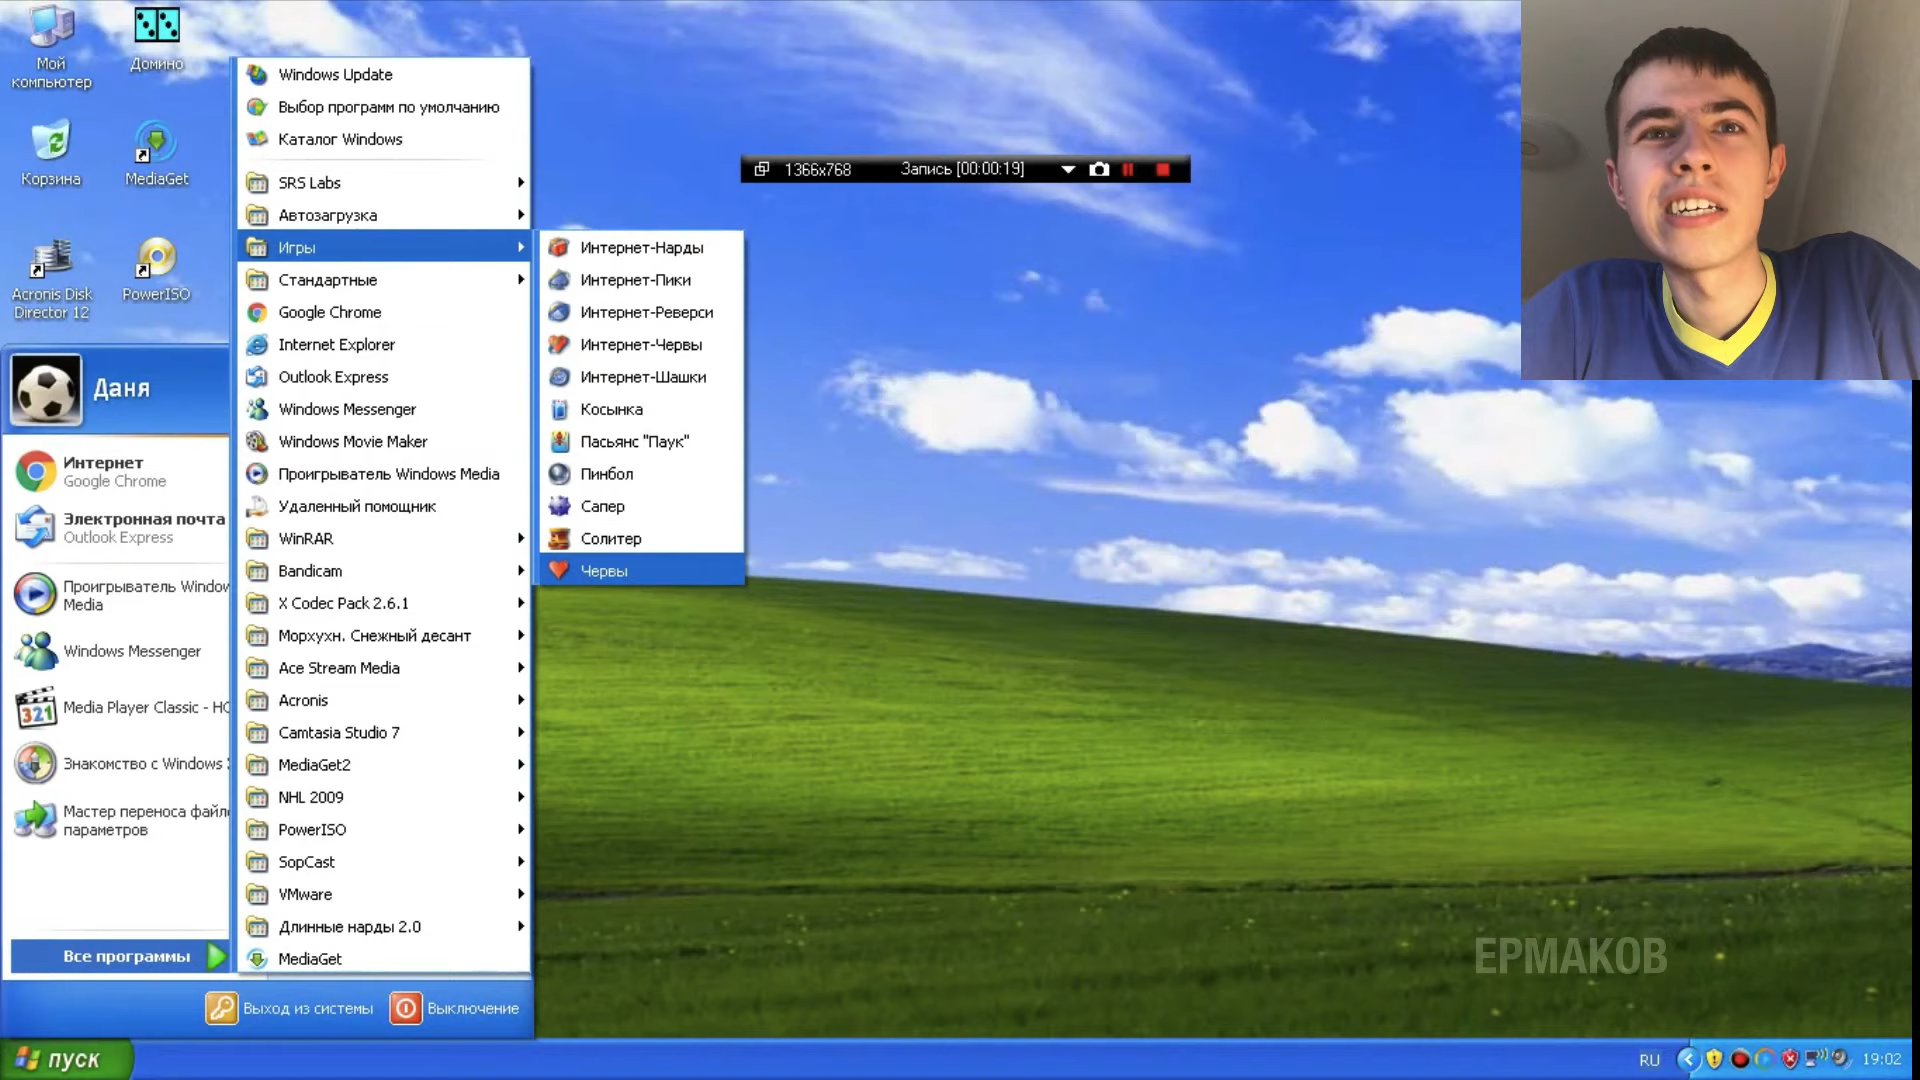 Мой
компьютер
Домино
Корзина
MediaGet
Acronis Disk
Director 12
PowerISO
Даня
Интернет
Google Chrome
Электронная почта
Outlook Express
Проигрыватель Window
Media
Windows Messenger
Media Player Classic - HC
Знакомство с Windows
Мастер переноса файло
параметров
Все программы
Выход из системы
Выключение
Windows Update
Выбор программ по умолчанию
Каталог Windows
SRS Labs
Автозагрузка
Игры
Стандартные
Google Chrome
Internet Explorer
Outlook Express
Windows Messenger
Windows Movie Maker
Проигрыватель Windows Media
Удаленный помощник
WinRAR
Bandicam
X Codec Pack 2.6.1
Морхухн. Снежный десант
Ace Stream Media
Acronis
Camtasia Studio 7
MediaGet2
NHL 2009
PowerISO
SopCast
VMware
Длинные нарды 2.0
MediaGet
Интернет-Нарды
Интернет-Пики
Интернет-Реверси
Интернет-Червы
Интернет-Шашки
Косынка
Пасьянс "Паук"
Пинбол
Сапер
Солитер
Червы
1366x768 Запись [00:00:19]
321
ЕРМАКОВ
пуск
RU
19:02